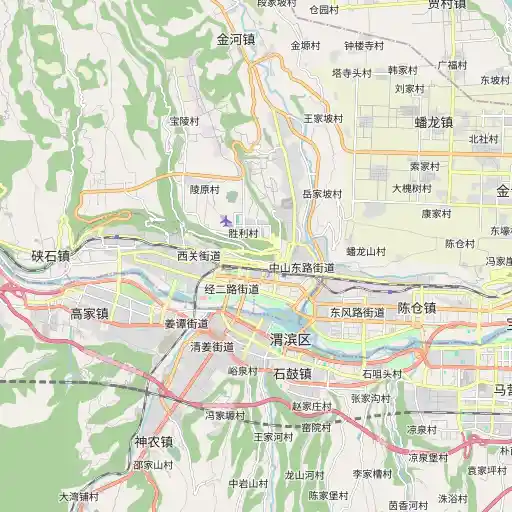 段家坡村
仓园村
贾村镇
金河镇
金塬村
钟楼寺村
广福村
塔寺头村
韩家村
东坡村
刘家村
宝陵村
王家坡村
蟠龙镇
北社村
索家村
陵原村
岳家坡村
大槐树村
金
康家村
胜利村
东壕
陈仓村
硖石镇
西关街道
蟠龙山村
冯家崖
中山东路街道
经二路街道
高家镇
姜谭街道
东风路街道
陈仓镇
宝
清姜街道
渭滨区
峪泉村
石鼓镇
石咀头村
马营
张家沟村
冯家塬村
赵家庄村
窑院村
凉泉村
神农镇
王家河村
朴
凉泉堡村
邵家村
袁家坪村
龙山河村
李家槽村
中岩山村
大湾铺村
陈家堡村
茵香河村
洙浴村